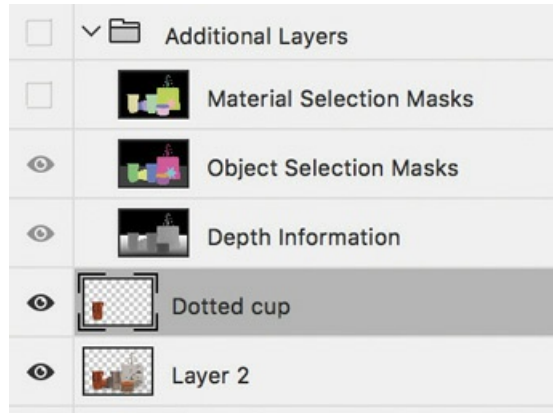 Additional Layers
Material Selection Masks
Object Selection Masks
Depth Information
Dotted cup
Layer 2